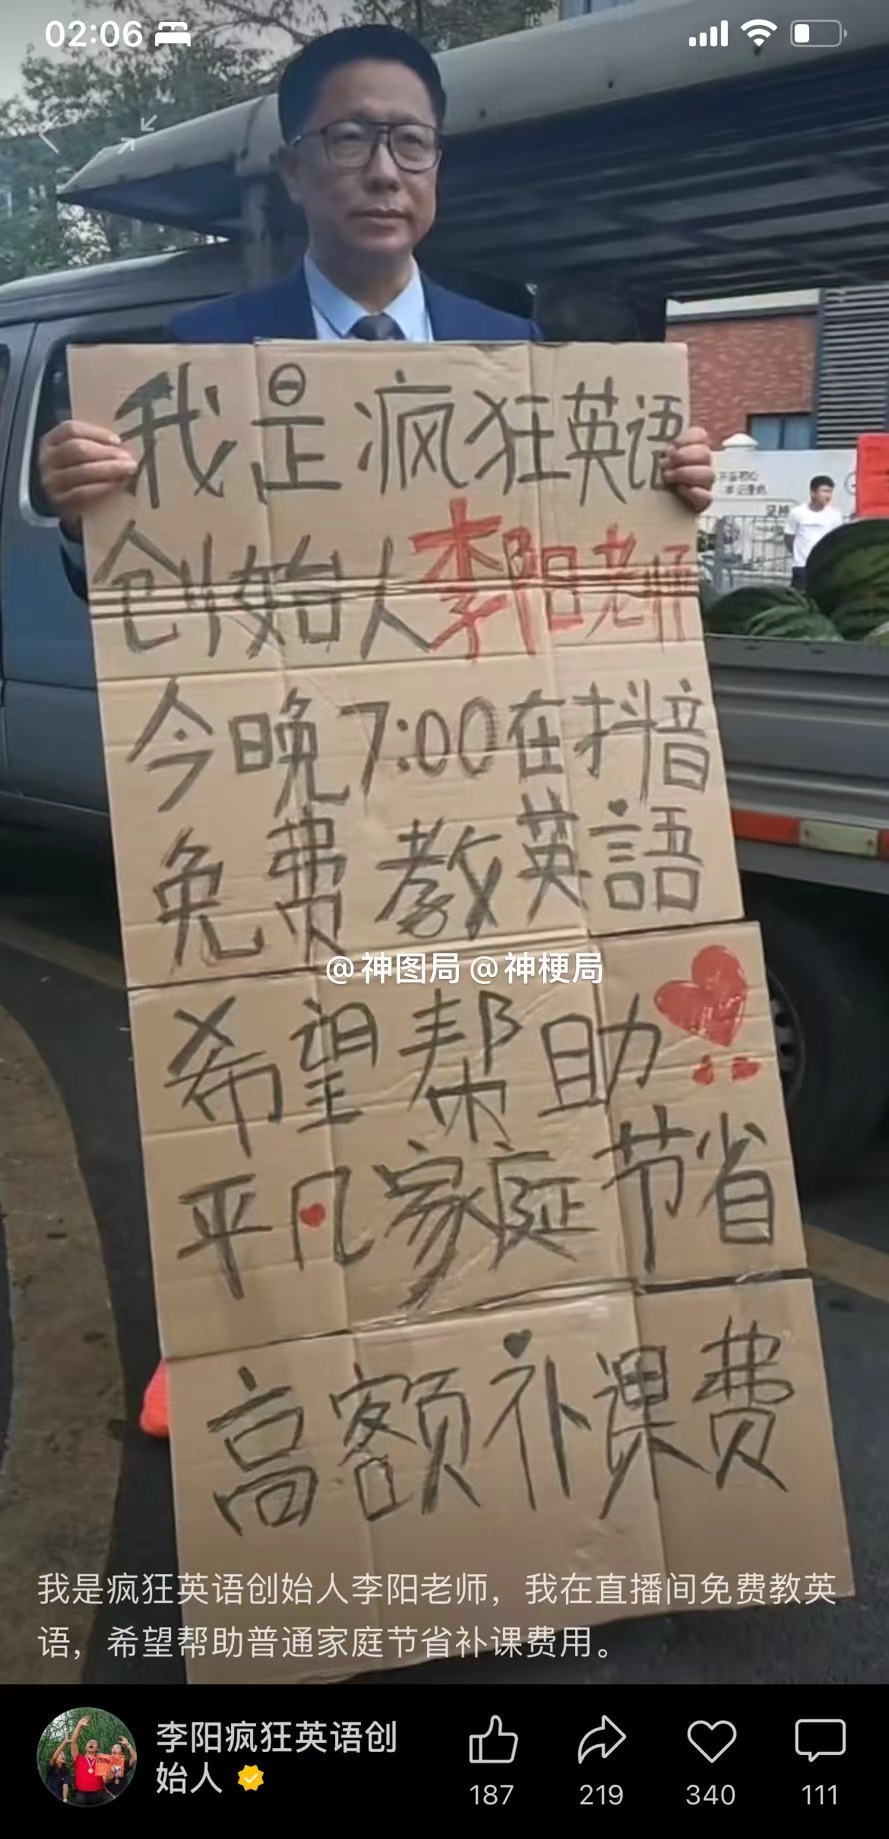 02:06
我是疯狂英语
创始人李阳老师
今晚7:00在抖音
免费教英語
@神图局 @神梗局
希望帮助
平凡家庭节省
高额补课费
我是疯狂英语创始人李阳老师，我在直播间免费教英
语，希望帮助普通家庭节省补课费用。
李阳疯狂英语创
始人
187
219
340
111